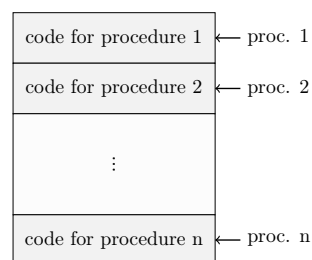 code for procedure 1 proc. 1
code for procedure 2 proc. 2
⋮
code for procedure n proc. n